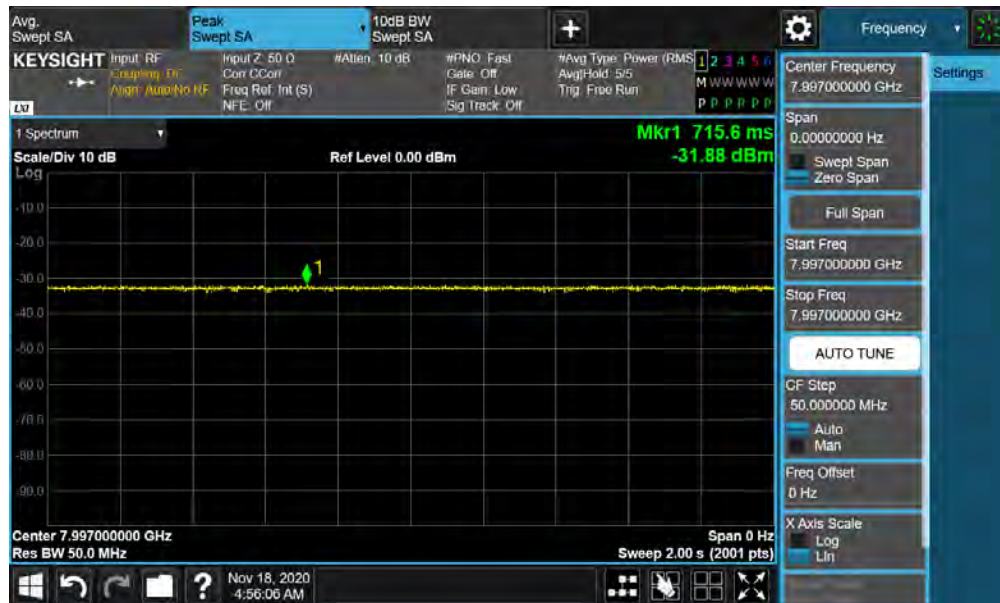 Avg.
Swept SA
Peak
Swept SA
10dB BW
Swept SA
+
Frequency
KEYSIGHT
LXI
Input: RF
Coupling: DC
Align: Auto/No RF
Input Z: 50 Ω
Corr CCorr
Freq Ref: Int (S)
NFE: Off
#Atten: 10 dB
#PNO: Fast
Gate: Off
IF Gain: Low
Sig Track: Off
#Avg Type: Power (RMS
Avg|Hold: 5/5
Trig: Free Run
1 2 3 4 5 6
M W W W W W
P P P P P P
1 Spectrum
Scale/Div 10 dB
Log
Ref Level 0.00 dBm
Mkr1 715.6 ms
-31.88 dBm
1
-10.0
-20.0
-30.0
-40.0
-50.0
-60.0
-70.0
-80.0
-90.0
Center 7.997000000 GHz
Res BW 50.0 MHz
Span 0 Hz
Sweep 2.00 s (2001 pts)
?
Nov 18, 2020
4:56:06 AM
Center Frequency
7.997000000 GHz
Span
0.00000000 Hz
Swept Span
Zero Span
Full Span
Start Freq
7.997000000 GHz
Stop Freq
7.997000000 GHz
AUTO TUNE
CF Step
50.000000 MHz
Auto
Man
Freq Offset
0 Hz
X Axis Scale
Log
Lin
Settings